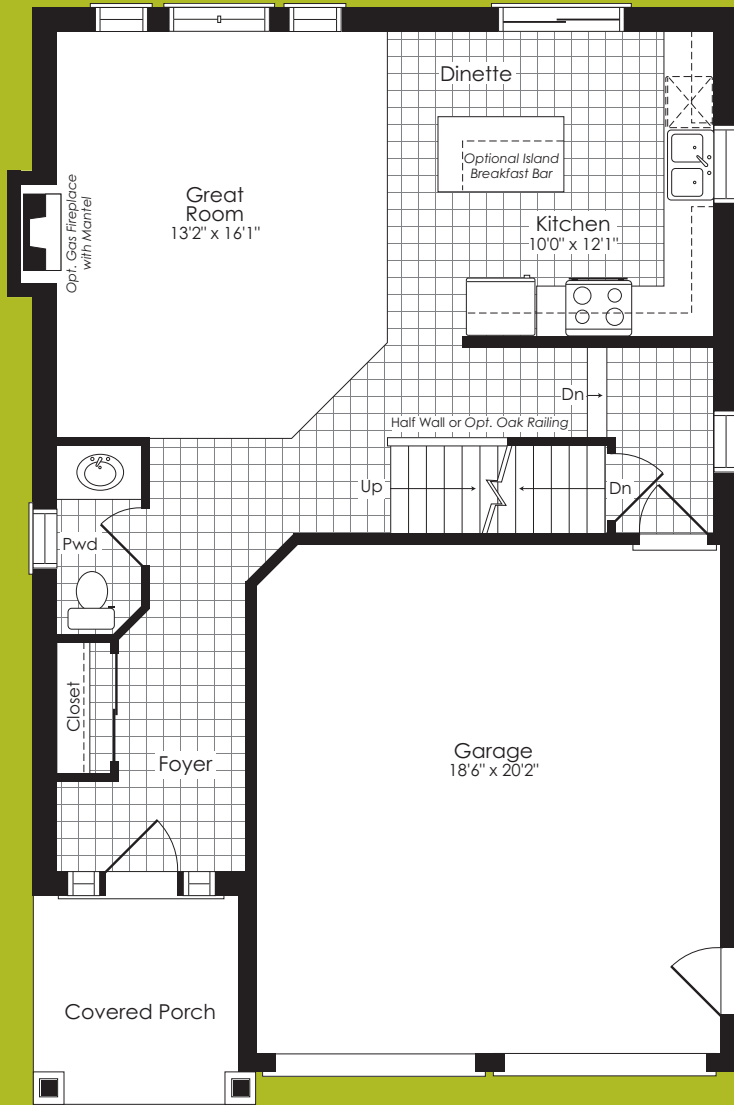 Dinette
Optional Island
Breakfast Bar
Great
Room
13'2" x 16'1"
Opt. Gas Fireplace
with Mantel
Kitchen
10'0" x 12'1"
Dn
Half Wall or Opt. Oak Railing
Up
Dn
Pwd
Closet
Foyer
Garage
18'6" x 20'2"
Covered Porch